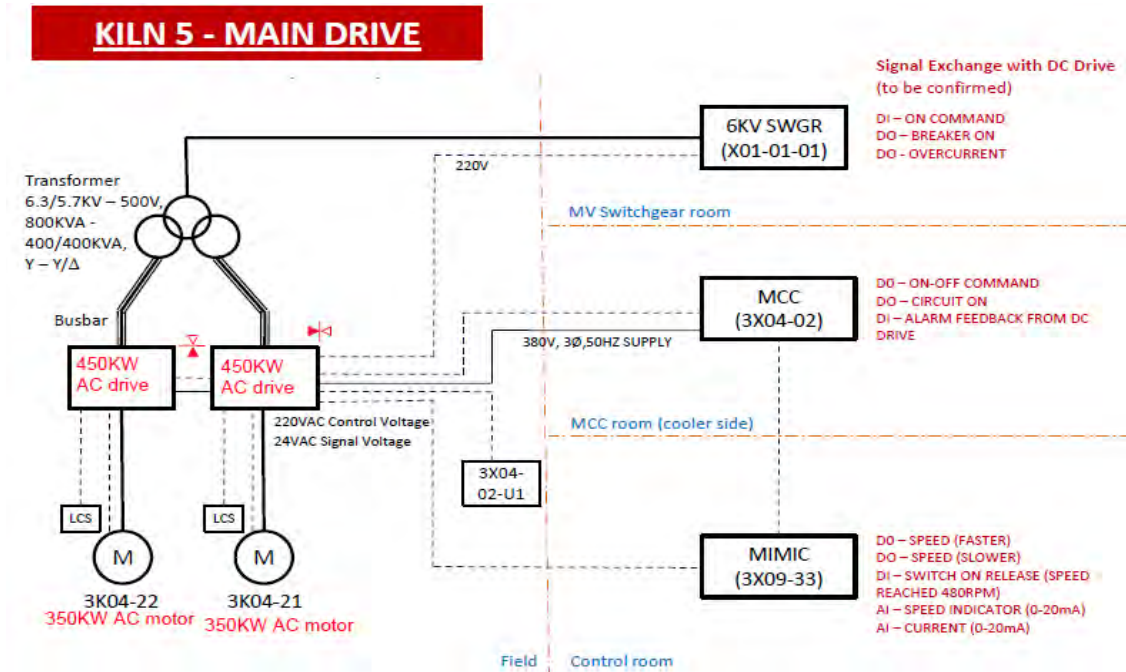 KILN 5 - MAIN DRIVE
Signal Exchange with DC Drive
(to be confirmed)
6KV SWGR
(X01-01-01)
DI – ON COMMAND
DO – BREAKER ON
DO - OVERCURRENT
220V
Transformer
6.3/5.7KV – 500V,
800KVA -
400/400KVA,
Y – Y/Δ
MV Switchgear room
MCC
(3X04-02)
DO – ON-OFF COMMAND
DO – CIRCUIT ON
DI – ALARM FEEDBACK FROM DC
DRIVE
Busbar
380V, 3Ø,50HZ SUPPLY
450KW
AC drive
450KW
AC drive
220VAC Control Voltage
24VAC Signal Voltage
MCC room (cooler side)
3X04-
02-U1
LCS
LCS
M
M
MIMIC
(3X09-33)
DO – SPEED (FASTER)
DO – SPEED (SLOWER)
DI – SWITCH ON RELEASE (SPEED
REACHED 480RPM)
AI – SPEED INDICATOR (0-20mA)
AI – CURRENT (0-20mA)
3K04-22
350KW AC motor
3K04-21
350KW AC motor
Field
Control room